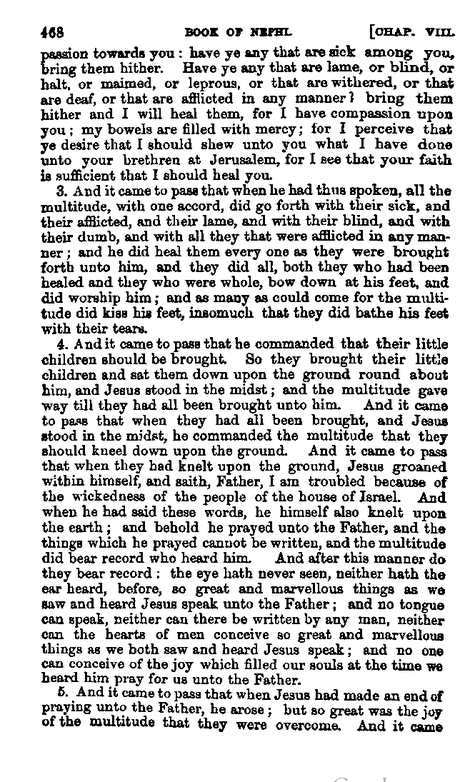 468 BOOK OF NEPHI. [CHAP. VIII.
passion towards you : have ye any that are sick among you,
bring them hither. Have ye any that are lame, or blind, or
halt, or maimed, or leprous, or that are withered, or that
are deaf, or that are afflicted in any manner? bring them
hither and I will heal them, for I have compassion upon
you ; my bowels are filled with mercy; for I perceive that
ye desire that I should shew unto you what I have done
unto your brethren at Jerusalem, for I see that your faith
is sufficient that I should heal you.
3. And it came to pass that when he had thus spoken, all the
multitude, with one accord, did go forth with their sick, and
their afflicted, and their lame, and with their blind, and with
their dumb, and with all they that were afflicted in any man-
ner ; and he did heal them every one as they were brought
forth unto him, and they did all, both they who had been
healed and they who were whole, bow down at his feet, and
did worship him ; and as many as could come for the multi-
tude did kiss his feet, insomuch that they did bathe his feet
with their tears.
4. And it came to pass that he commanded that their little
children should be brought. So they brought their little
children and sat them down upon the ground round about
him, and Jesus stood in the midst ; and the multitude gave
way till they had all been brought unto him. And it came
to pass that when they had all been brought, and Jesus
stood in the midst, he commanded the multitude that they
should kneel down upon the ground. And it came to pass
that when they had knelt upon the ground, Jesus groaned
within himself, and saith, Father, I am troubled because of
the wickedness of the people of the house of Israel. And
when he had said these words, he himself also knelt upon
the earth ; and behold he prayed unto the Father, and the
things which he prayed cannot be written, and the multitude
did bear record who heard him. And after this manner do
they bear record : the eye hath never seen, neither hath the
ear heard, before, so great and marvellous things as we
saw and heard Jesus speak unto the Father ; and no tongue
can speak, neither can there be written by any man, neither
can the hearts of men conceive so great and marvellous
things as we both saw and heard Jesus speak ; and no one
can conceive of the joy which filled our souls at the time we
heard him pray for us unto the Father.
5. And it came to pass that when Jesus had made an end of
praying unto the Father, he arose ; but so great was the joy
of the multitude that they were overcome. And it came